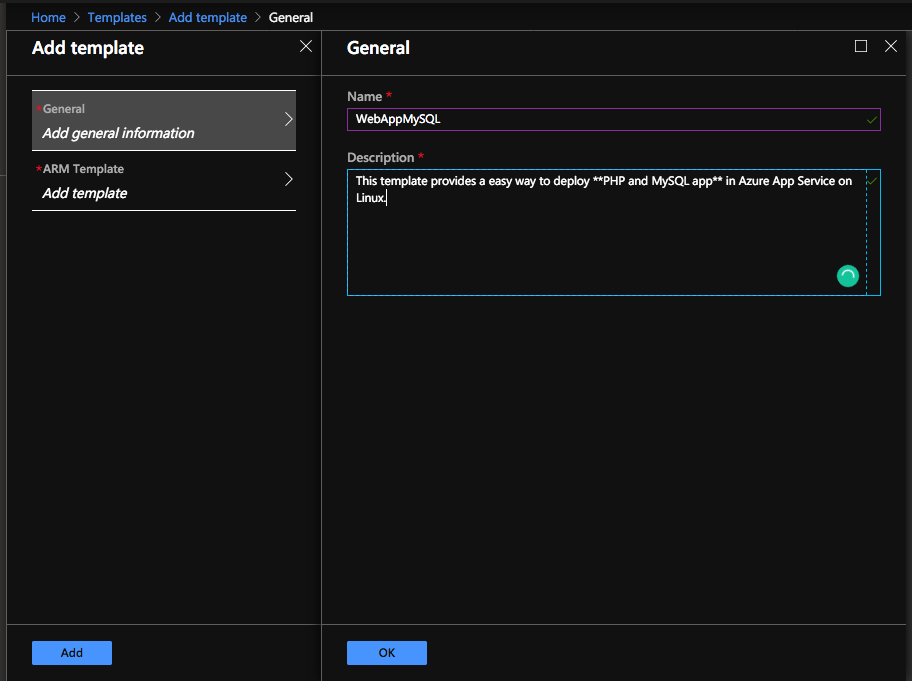 Home > Templates > Add template > General
Add template
General
*General
Add general information
*ARM Template
Add template
Name *
WebAppMySQL
Description *
This template provides a easy way to deploy **PHP and MySQL app** in Azure App Service on
Linux.
Add
OK